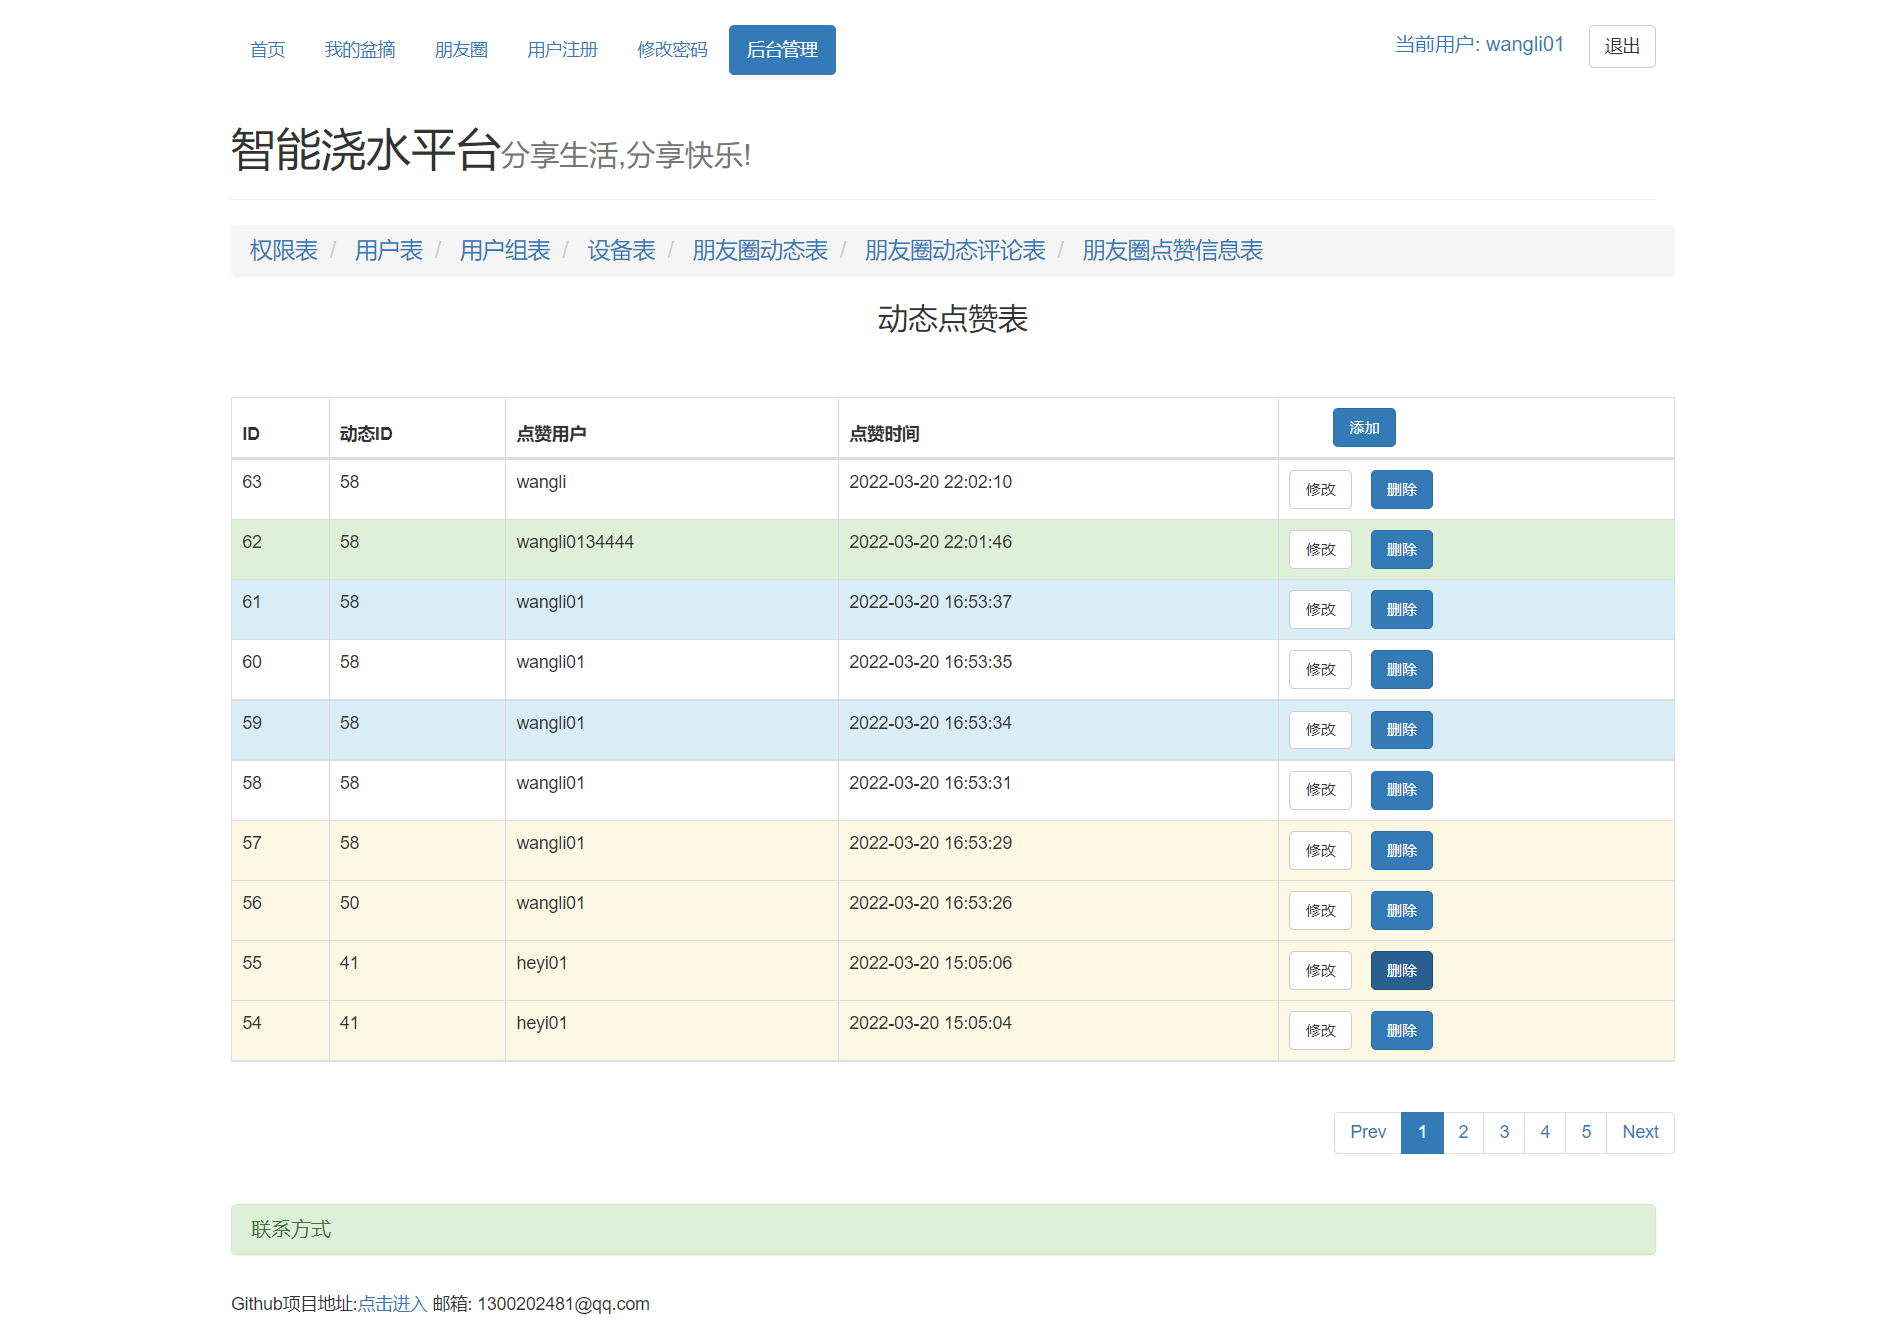 首页 我的盆摘 朋友圈 用户注册 修改密码 后台管理 当前用户: wangli01 退出
智能浇水平台分享生活,分享快乐!
权限表 / 用户表 / 用户组表 / 设备表 / 朋友圈动态表 / 朋友圈动态评论表 / 朋友圈点赞信息表
动态点赞表
ID 动态ID 点赞用户 点赞时间 添加
63 58 wangli 2022-03-20 22:02:10 修改 删除
62 58 wangli0134444 2022-03-20 22:01:46 修改 删除
61 58 wangli01 2022-03-20 16:53:37 修改 删除
60 58 wangli01 2022-03-20 16:53:35 修改 删除
59 58 wangli01 2022-03-20 16:53:34 修改 删除
58 58 wangli01 2022-03-20 16:53:31 修改 删除
57 58 wangli01 2022-03-20 16:53:29 修改 删除
56 50 wangli01 2022-03-20 16:53:26 修改 删除
55 41 heyi01 2022-03-20 15:05:06 修改 删除
54 41 heyi01 2022-03-20 15:05:04 修改 删除
Prev 1 2 3 4 5 Next
联系方式
Github项目地址:点击进入 邮箱: 1300202481@qq.com